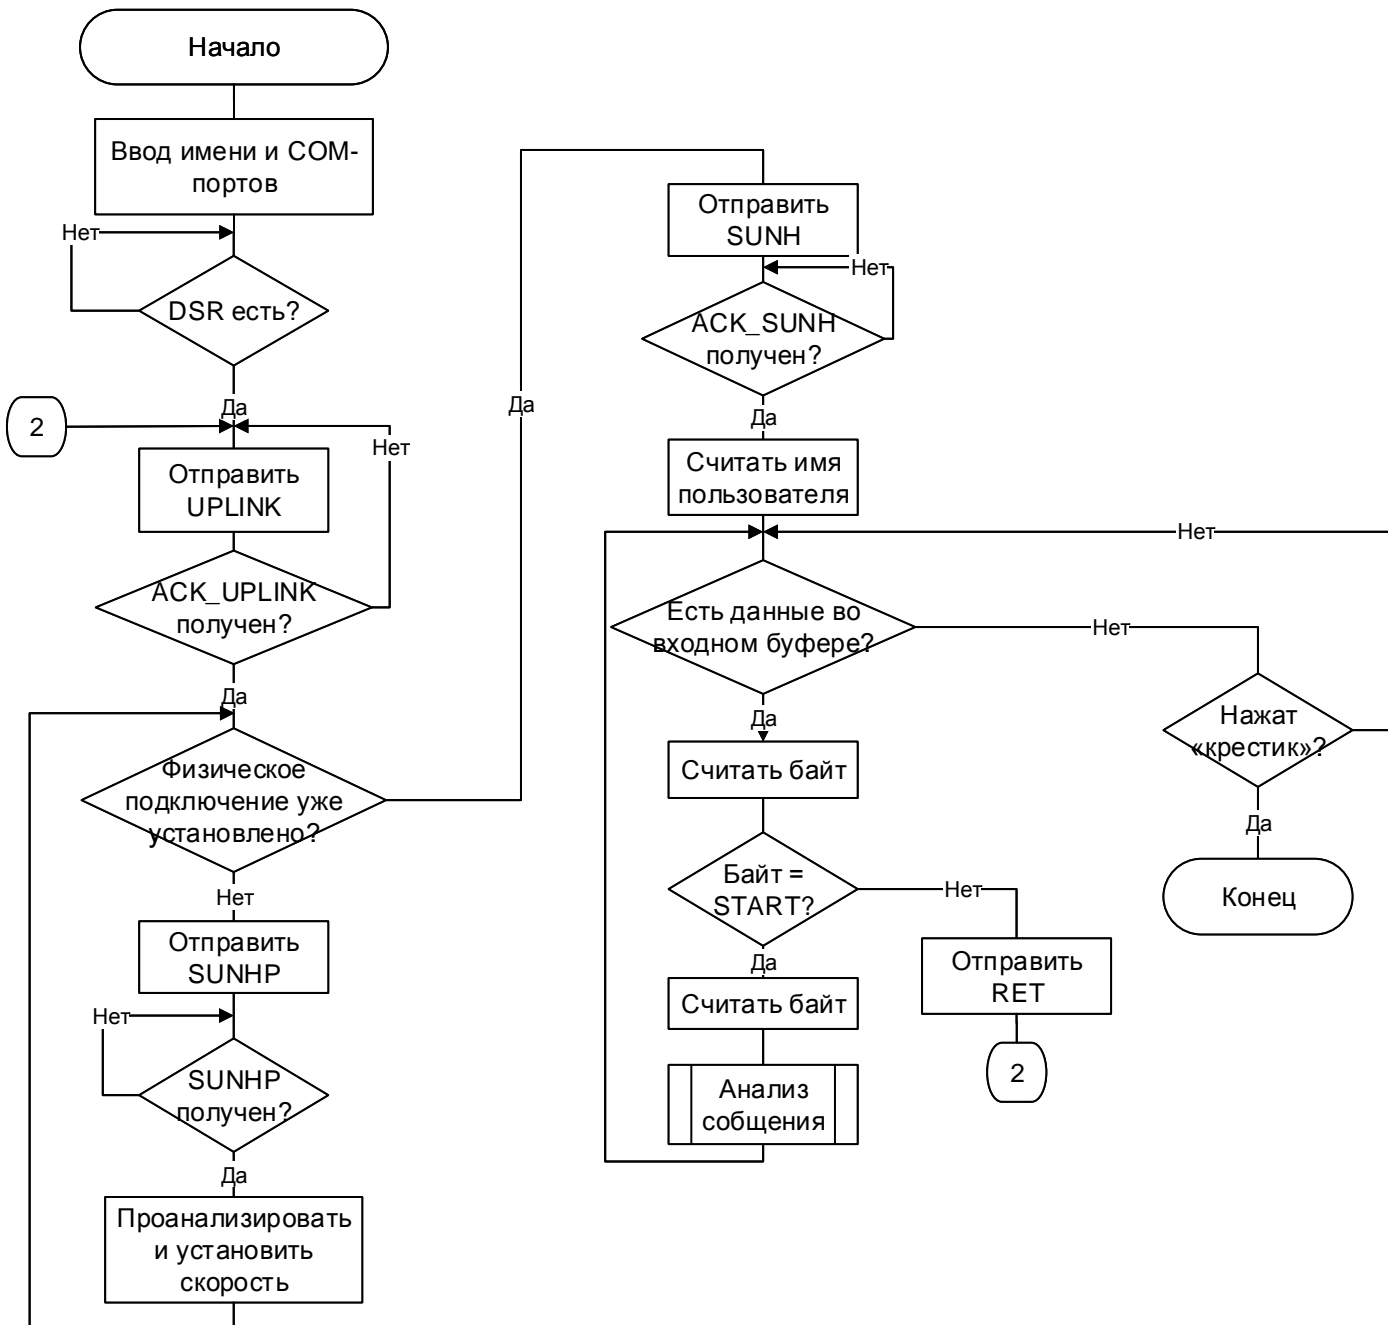 Начало
Ввод имени и COM-
портов
Нет
DSR есть?
Да
2
Нет
Отправить
UPLINK
ACK_UPLINK
получен?
Да
Физическое
подключение уже
установлено?
Да
Нет
Отправить
SUNHP
Нет
SUNHP
получен?
Да
Проанализировать
и установить
скорость
Отправить
SUNH
Нет
ACK_SUNH
получен?
Да
Считать имя
пользователя
Нет
Есть данные во
входном буфере?
Нет
Да
Нажат
«крестик»?
Да
Конец
Считать байт
Байт =
START?
Нет
Да
Отправить
RET
2
Считать байт
Анализ
собщения